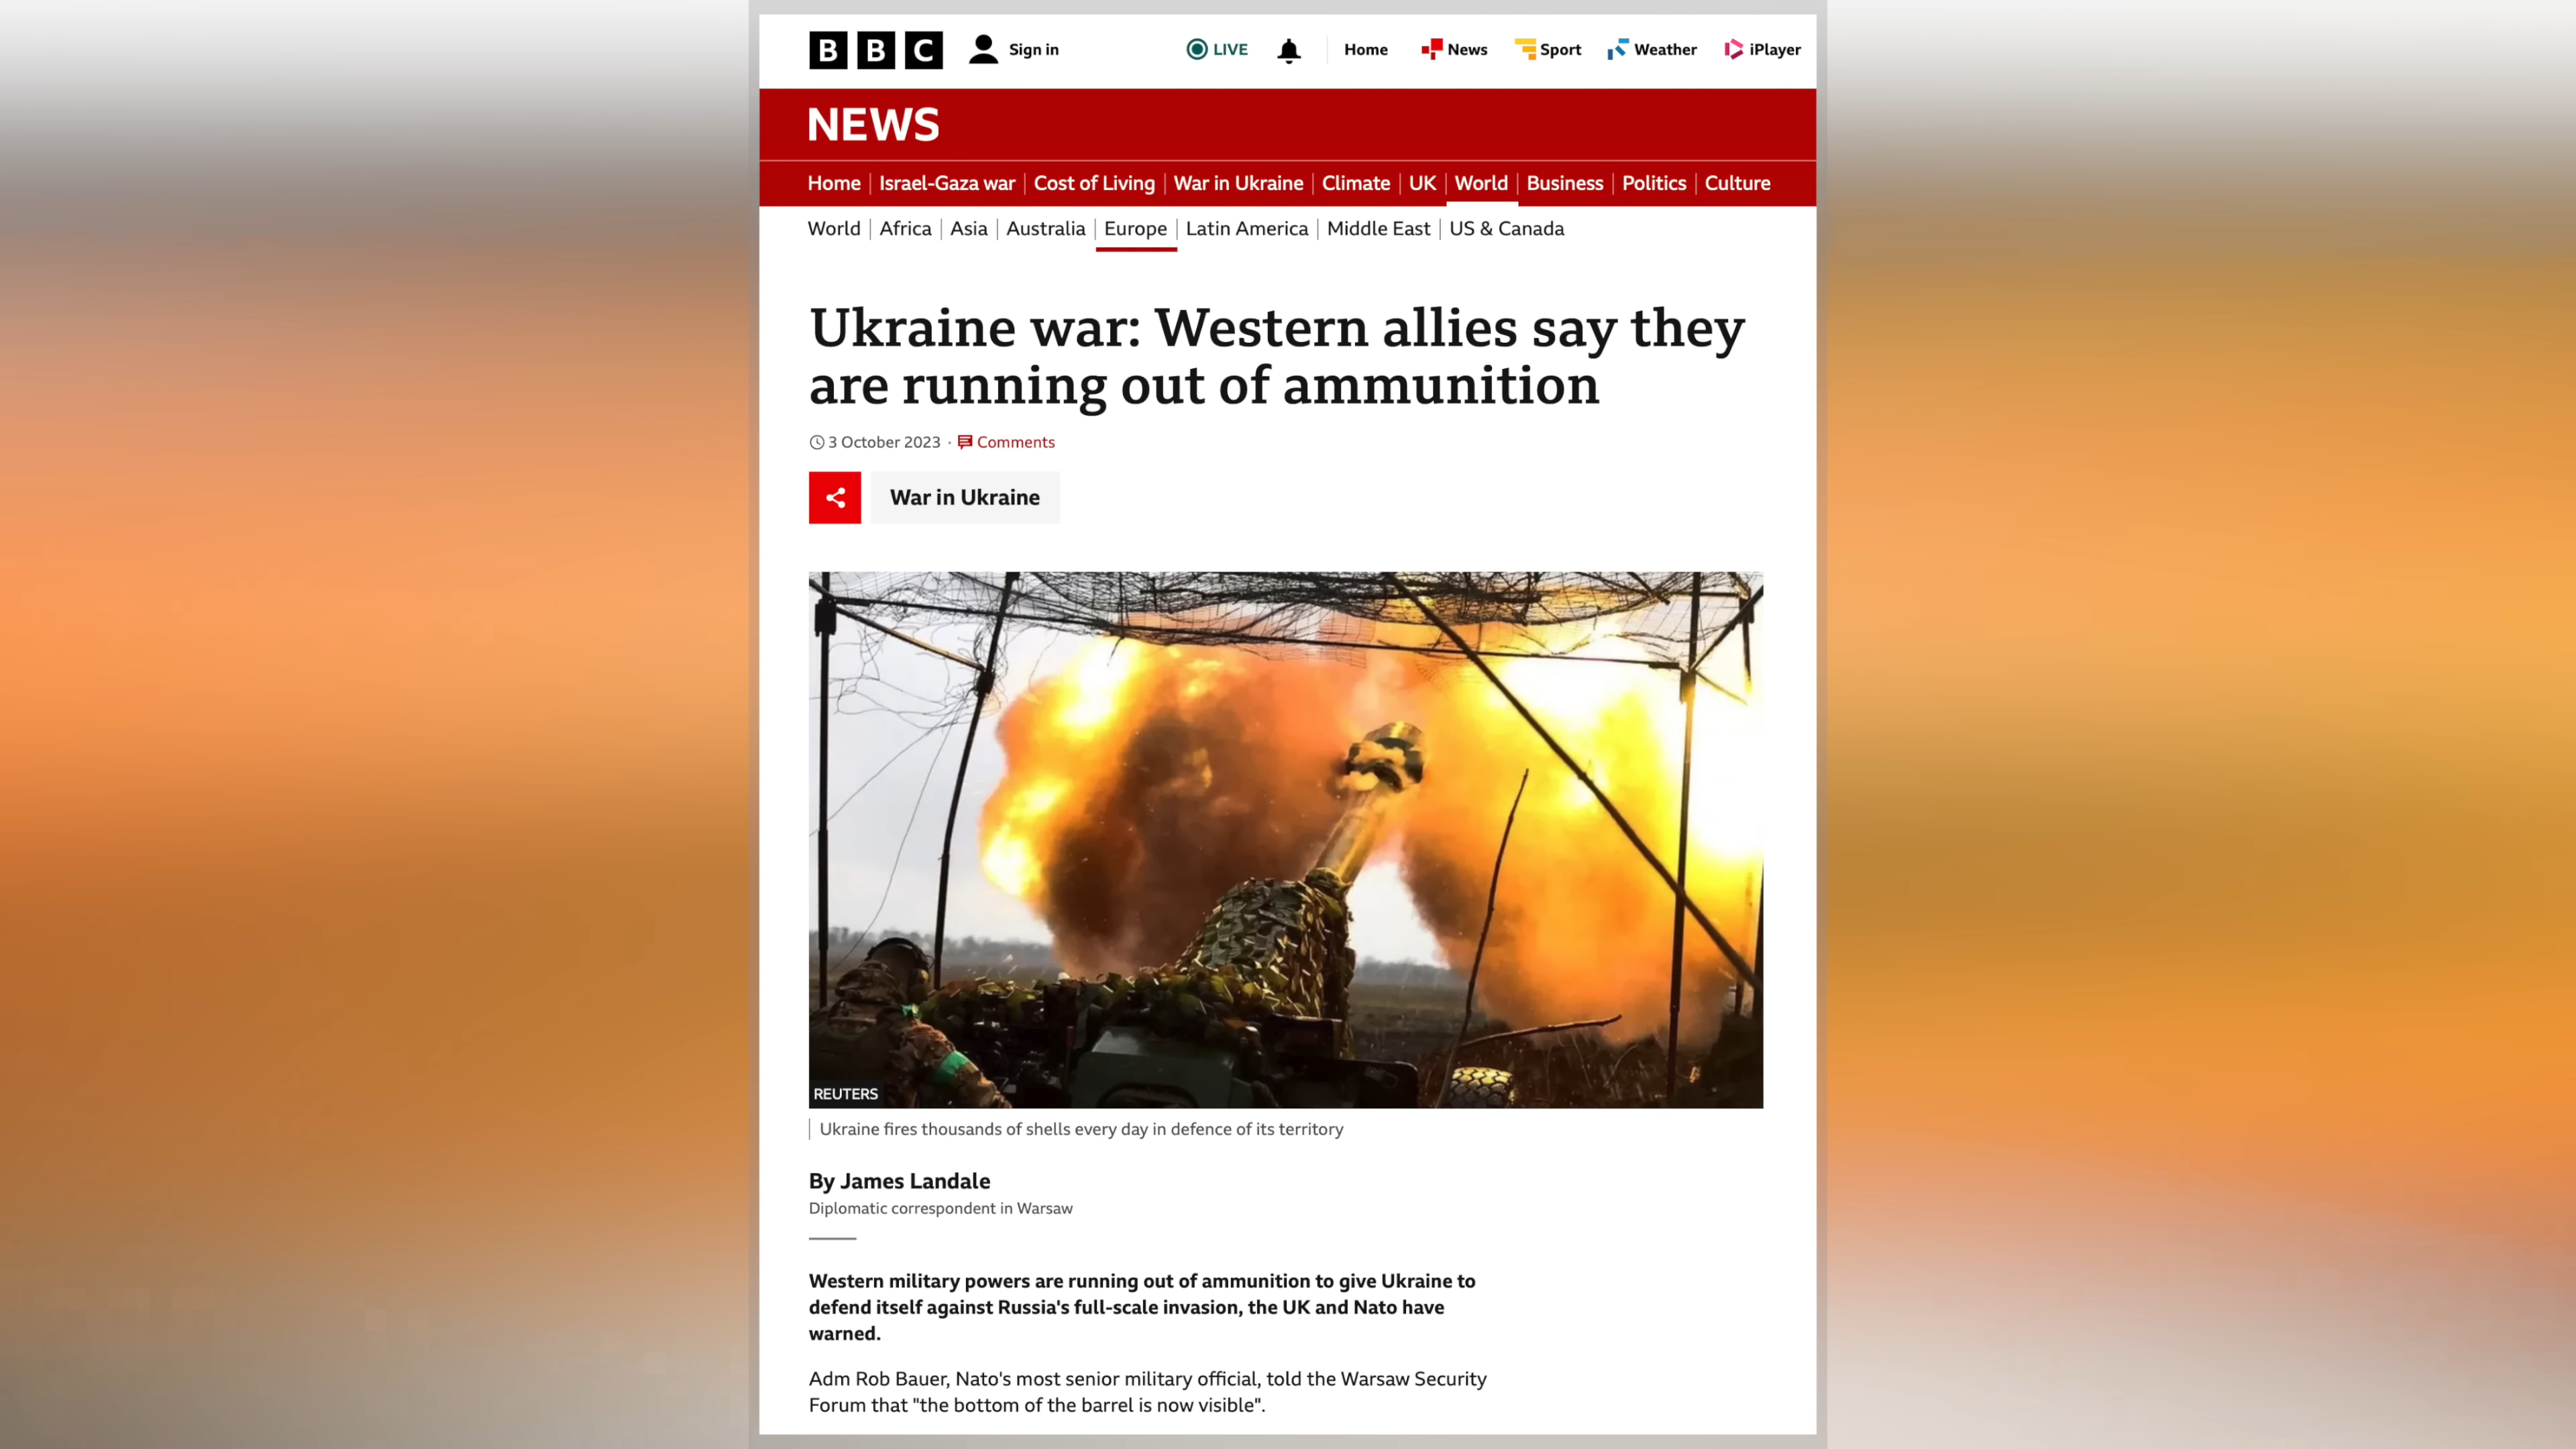 BBC Sign in LIVE Home News Sport Weather iPlayer
NEWS
Home Israel-Gaza war Cost of Living War in Ukraine Climate UK World Business Politics Culture
World Africa Asia Australia Europe Latin America Middle East US & Canada
Ukraine war: Western allies say they
are running out of ammunition
3 October 2023 · Comments
War in Ukraine
REUTERS
Ukraine fires thousands of shells every day in defence of its territory
By James Landale
Diplomatic correspondent in Warsaw
Western military powers are running out of ammunition to give Ukraine to
defend itself against Russia's full-scale invasion, the UK and Nato have
warned.
Adm Rob Bauer, Nato's most senior military official, told the Warsaw Security
Forum that "the bottom of the barrel is now visible".